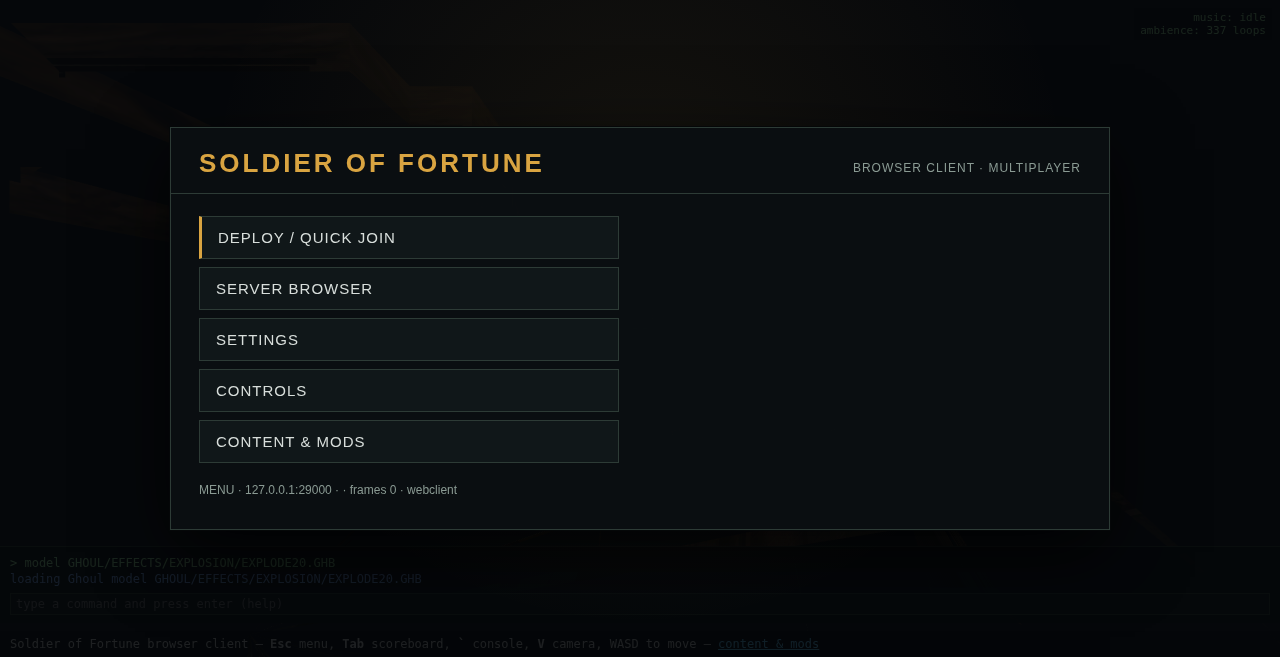 music: idle
ambience: 337 loops
SOLDIER OF FORTUNE
BROWSER CLIENT · MULTIPLAYER
DEPLOY / QUICK JOIN
SERVER BROWSER
SETTINGS
CONTROLS
CONTENT & MODS
MENU · 127.0.0.1:29000 · · frames 0 · webclient
> model GHOUL/EFFECTS/EXPLOSION/EXPLODE20.GHB
loading Ghoul model GHOUL/EFFECTS/EXPLOSION/EXPLODE20.GHB
type a command and press enter (help)
Soldier of Fortune browser client — Esc menu, Tab scoreboard, ` console, V camera, WASD to move — content & mods